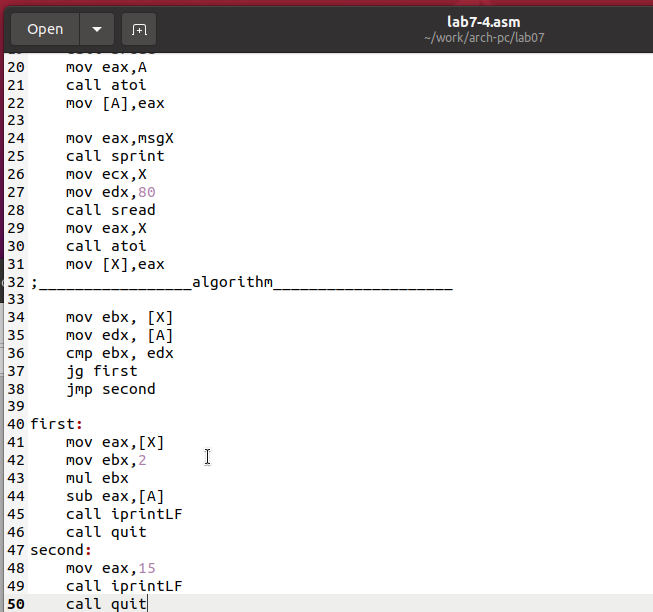 Open
lab7-4.asm
~/work/arch-pc/lab07
20 mov eax,A
21 call atoi
22 mov [A],eax
23
24 mov eax,msgX
25 call sprint
26 mov ecx,X
27 mov edx,80
28 call sread
29 mov eax,X
30 call atoi
31 mov [X],eax
32 ;_________________algorithm____________________
33
34 mov ebx, [X]
35 mov edx, [A]
36 cmp ebx, edx
37 jg first
38 jmp second
39
40 first:
41 mov eax,[X]
42 mov ebx,2
43 mul ebx
44 sub eax,[A]
45 call iprintLF
46 call quit
47 second:
48 mov eax,15
49 call iprintLF
50 call quit